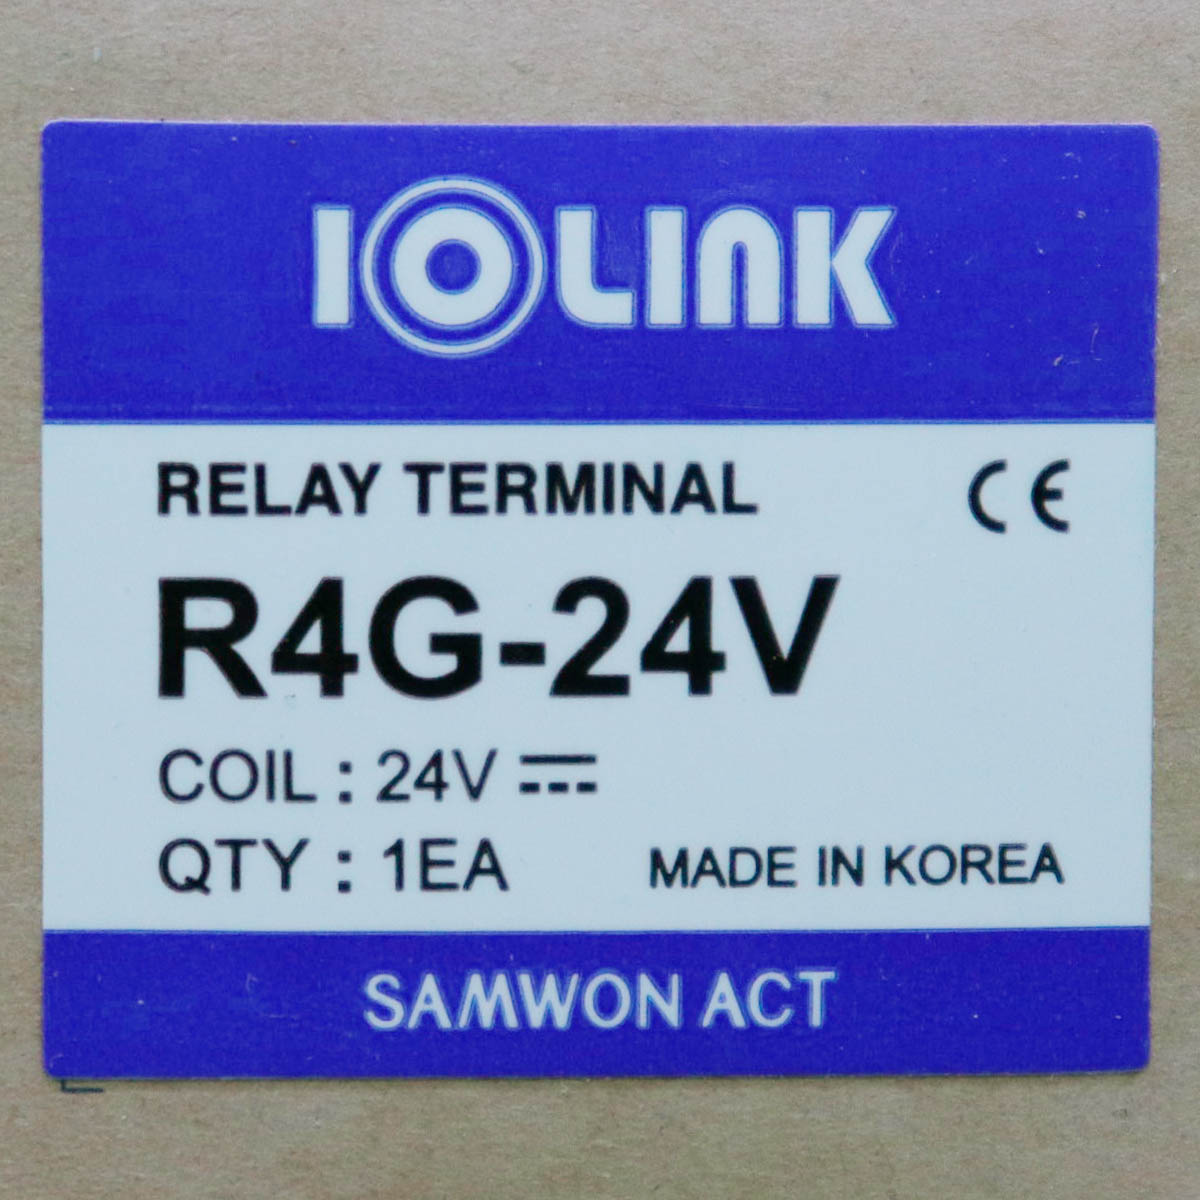 IOLINK
RELAY TERMINAL
CE
R4G-24V
COIL : 24V ⎓
QTY : 1EA
MADE IN KOREA
SAMWON ACT